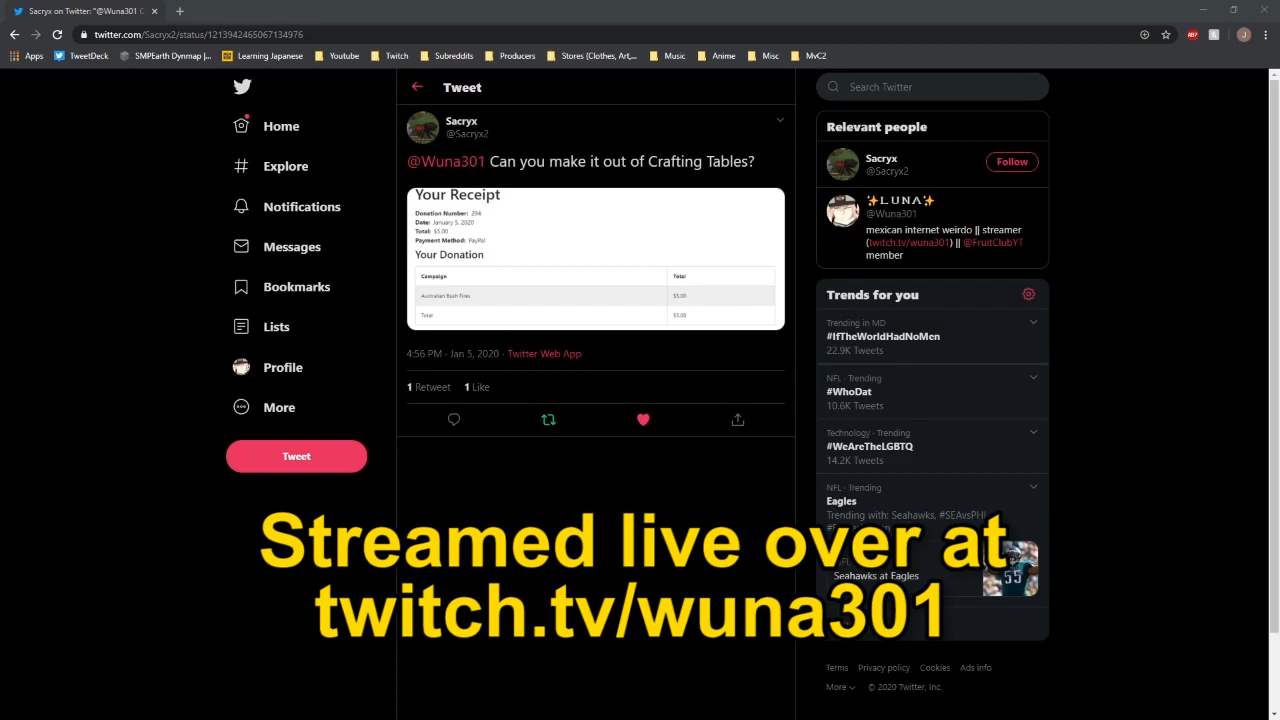 Sacryx on Twitter: "@Wuna301 C
twitter.com/Sacryx2/status/1213942465067134976
Apps
TweetDeck
SMPEarth Dynmap |...
Learning Japanese
Youtube
Twitch
Subreddits
Producers
Stores (Clothes, Art,...
Music
Anime
Misc
MvC2
Home
Explore
Notifications
Messages
Bookmarks
Lists
Profile
More
Tweet
Tweet
Sacryx
@Sacryx2
@Wuna301 Can you make it out of Crafting Tables?
Your Receipt
Donation Number: 294
Date: January 5, 2020
Total: $5.00
Payment Method: PayPal
Your Donation
Campaign Total
Australian Bush Fires $5.00
Total $5.00
4:56 PM · Jan 5, 2020 · Twitter Web App
1 Retweet 1 Like
Search Twitter
Relevant people
Sacryx
@Sacryx2
Follow
✨L U N A✨
@Wuna301
mexican internet weirdo || streamer
(twitch.tv/wuna301) || @FruitClubYT
member
Trends for you
Trending in MD
#IfTheWorldHadNoMen
22.9K Tweets
NFL · Trending
#WhoDat
10.6K Tweets
Technology · Trending
#WeAreTheLGBTQ
14.2K Tweets
NFL · Trending
Eagles
Trending with: Seahawks, #SEAvsPHI
NFL
Seahawks at Eagles
55
Streamed live over at
twitch.tv/wuna301
Terms Privacy policy Cookies Ads info
More © 2020 Twitter, Inc.